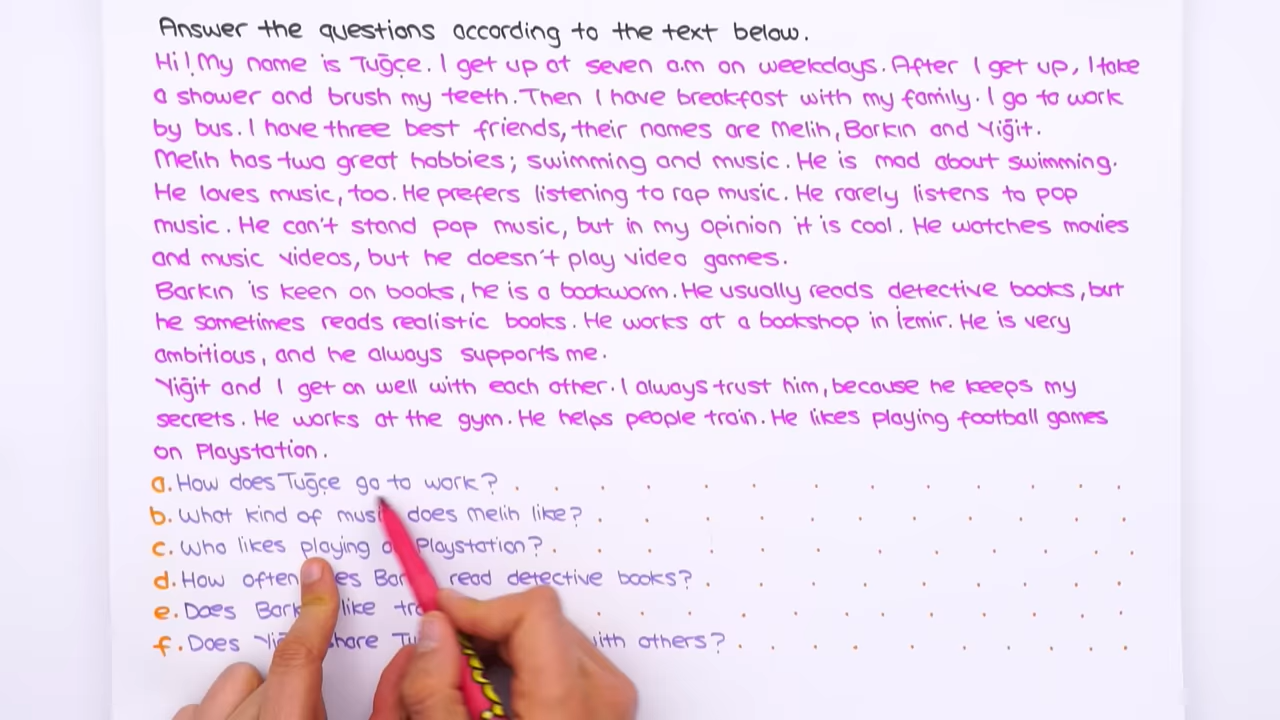 Answer the questions according to the text below.
Hi! My name is Tuğçe. I get up at seven a.m on weekdays. After I get up, I take
a shower and brush my teeth. Then I have breakfast with my family. I go to work
by bus. I have three best friends, their names are Melih, Barkın and Yiğit.
Melih has two great hobbies; swimming and music. He is mad about swimming.
He loves music, too. He prefers listening to rap music. He rarely listens to pop
music. He can't stand pop music, but in my opinion it is cool. He watches movies
and music videos, but he doesn't play video games.
Barkın is keen on books, he is a bookworm. He usually reads detective books, but
he sometimes reads realistic books. He works at a bookshop in İzmir. He is very
ambitious, and he always supports me.
Yiğit and I get on well with each other. I always trust him, because he keeps my
secrets. He works at the gym. He helps people train. He likes playing football games
on Playstation.
a. How does Tuğçe go to work? . . . . . . . . . .
b. What kind of does Melih like? . . . . . . . . . .
c. Who likes playing Playstation? . . . . . . . . . .
d. How often read detective books? . . . . . . . .
e. Does like
f. Does share with others? . . . . . . . . .